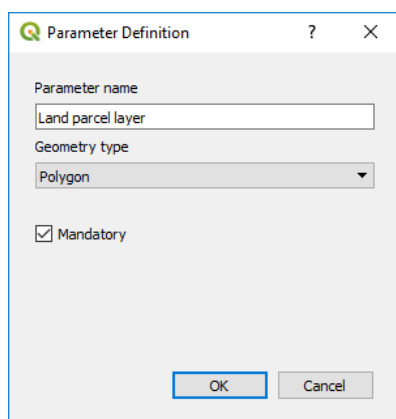 Parameter Definition
?
Parameter name
Land parcel layer
Geometry type
Polygon
Mandatory
OK Cancel